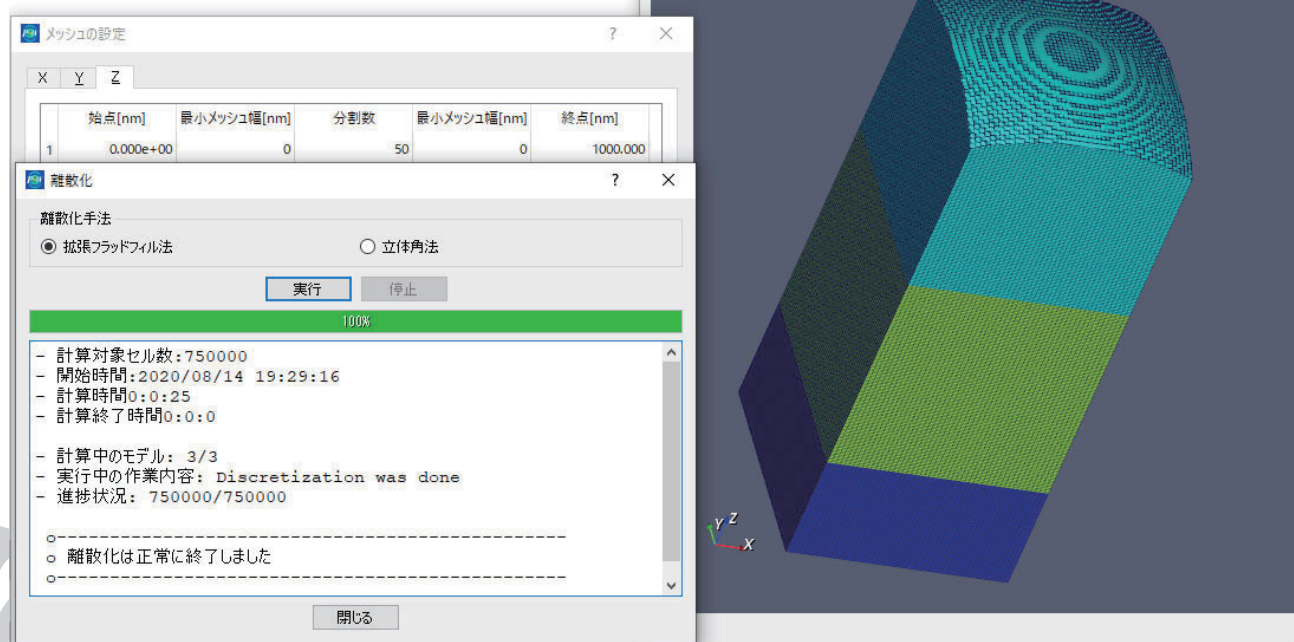 メッシュの設定 ?
X Y Z
始点[nm] 最小メッシュ幅[nm] 分割数 最小メッシュ幅[nm] 終点[nm]
1 0.000e+00 0 50 0 1000.000
離散化 ?
離散化手法
拡張フラッドフィル法 立体角法
実行 停止
100%
- 計算対象セル数:750000
- 開始時間:2020/08/14 19:29:16
- 計算時間0:0:25
- 計算終了時間0:0:0
- 計算中のモデル: 3/3
- 実行中の作業内容: Discretization was done
- 進捗状況: 750000/750000
o------------------------------------------------
o 離散化は正常に終了しました
o------------------------------------------------
閉じる
Y Z
X